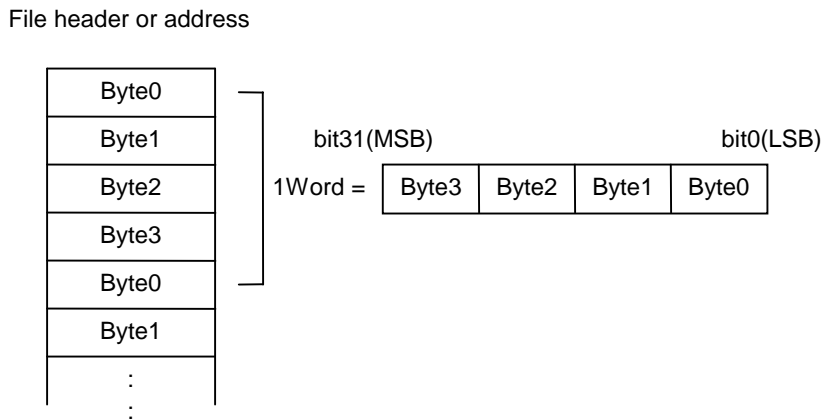 File header or address
Byte0
Byte1
Byte2
Byte3
Byte0
Byte1
:
:
bit31(MSB) bit0(LSB)
1Word = Byte3 Byte2 Byte1 Byte0